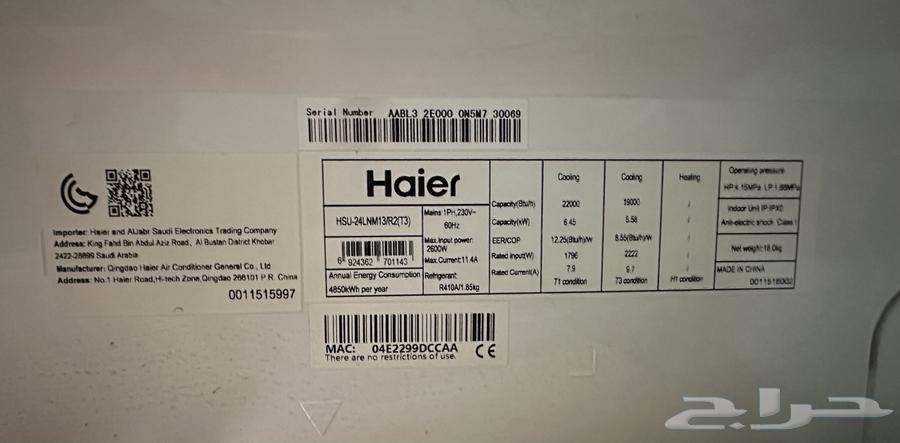 Serial Number AABL3 2E000 0N5M7 30069
Importer: Haier and AlJabr Saudi Electronics Trading Company
Address: King Fahd Bin Abdul Aziz Road, Al Bustan District Khobar
2422-28899 Saudi Arabia
Manufacturer: Qingdao Haier Air Conditioner General Co., Ltd
Address: No.1 Haier Road,Hi-tech Zone,Qingdao 266101 P.R. China
0011515997
Haier
HSU-24LNM13/R2(T3)
6 924362 701143
Annual Energy Consumption
4850kWh per year
Mains 1PH,230V~
60Hz
Max.Input power:
2600W
Max.Current:11.4A
Refrigerant:
R410A/1.85kg
Cooling Cooling Heating
Capacity(Btu/h) 22000 19000 /
Capacity(kW) 6.45 5.58 /
EER/COP 12.25(Btu/h)/W 8.55(Btu/h)/W /
Rated Input(W) 1796 2222 /
Rated Current(A) 7.9 9.7 /
T1 condition T3 condition H1 condition
Operating pressure
HP:4.15MPa LP:1.88MPa
Indoor Unit IP:IPX0
Anti-electric shock Class I
Net weight:18.0kg
MADE IN CHINA
0011516002
MAC: 04E2299DCCAA
There are no restrictions of use.
CE
حراج